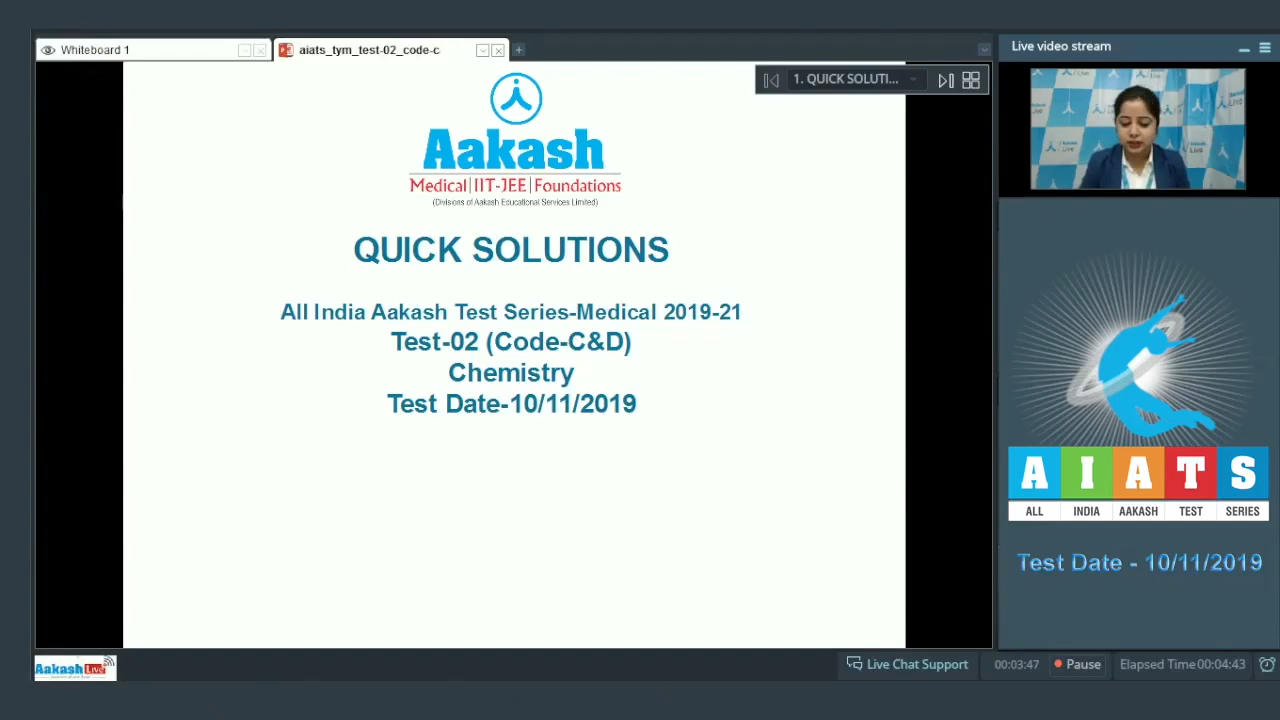 Whiteboard 1
aiats_tym_test-02_code-c
Live video stream
1. QUICK SOLUTI...
Aakash
Medical|IIT-JEE|Foundations
(Divisions of Aakash Educational Services Limited)
QUICK SOLUTIONS
All India Aakash Test Series-Medical 2019-21
Test-02 (Code-C&D)
Chemistry
Test Date-10/11/2019
A I A T S
ALL INDIA AAKASH TEST SERIES
Test Date - 10/11/2019
Aakash Live
Live Chat Support
00:03:47
Pause
Elapsed Time 00:04:43